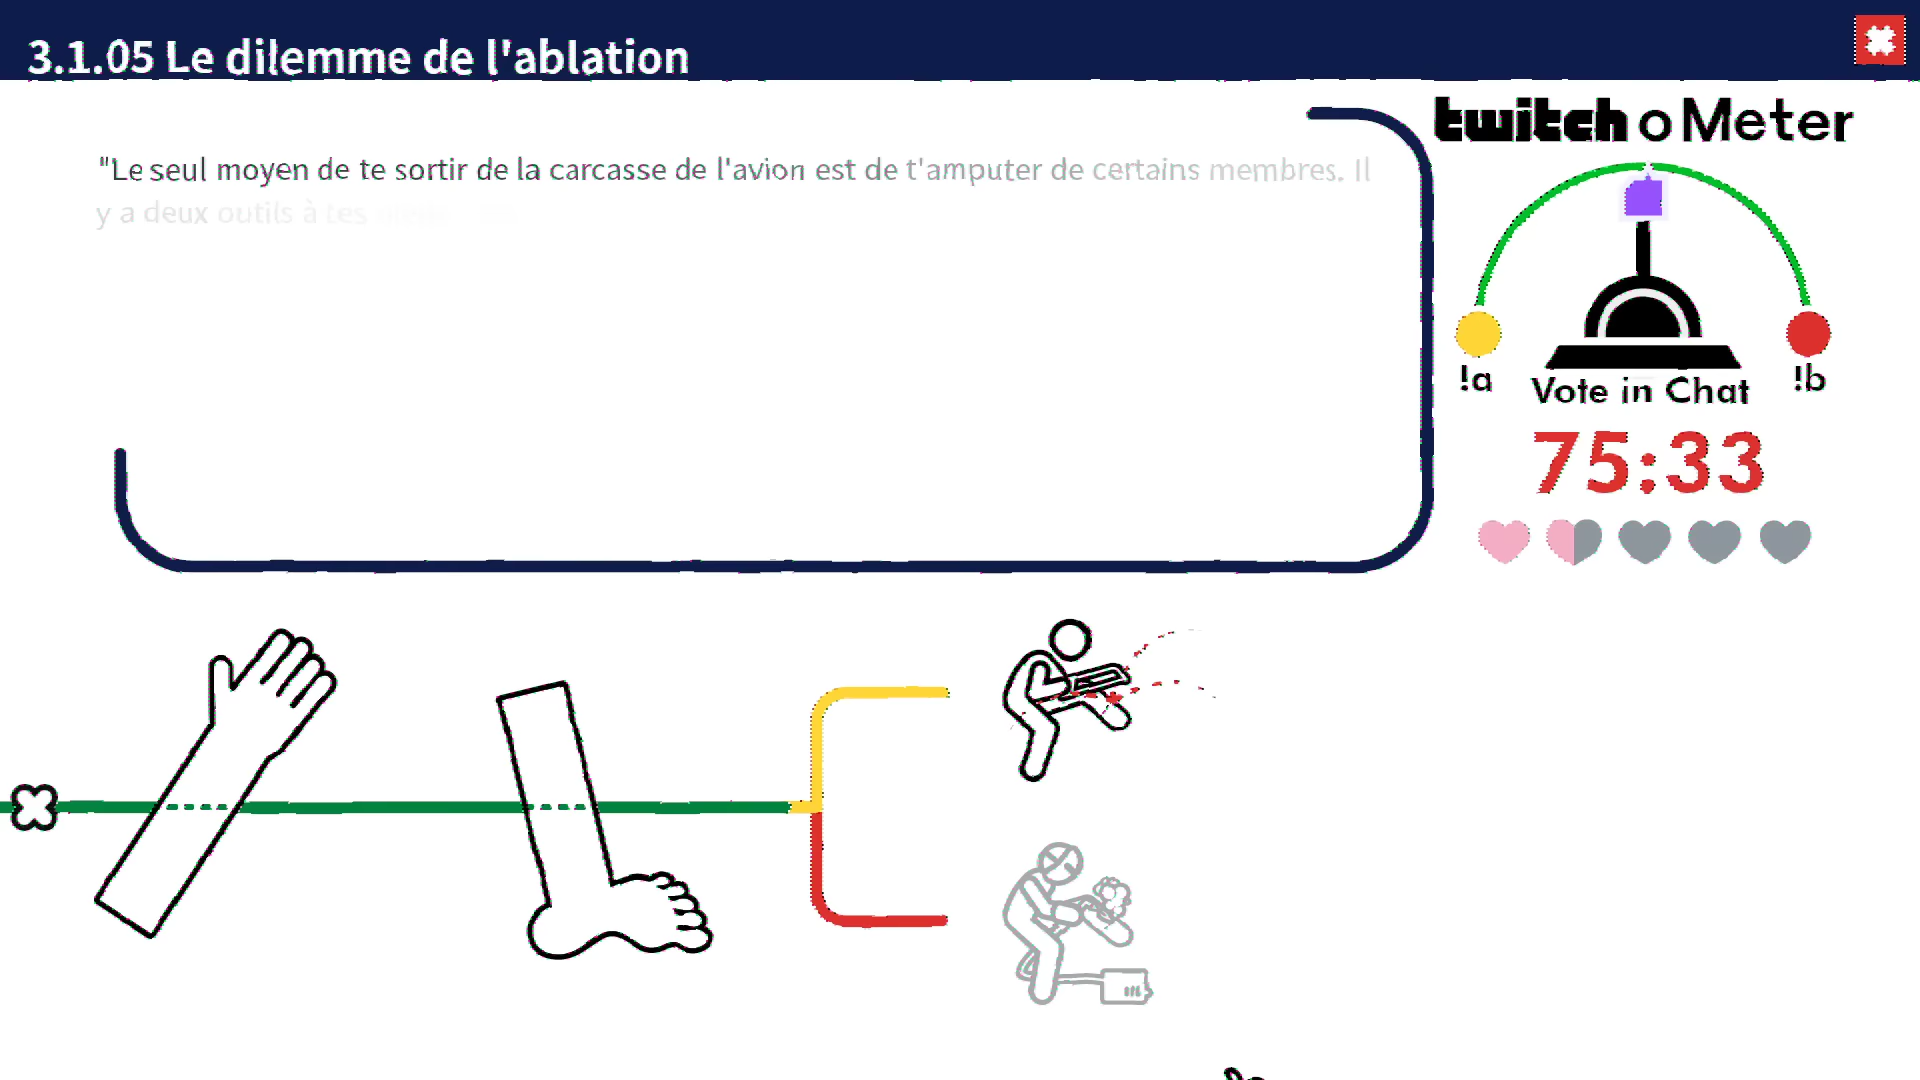 3.1.05 Le dilemme de l'ablation
twitch o Meter
"Le seul moyen de te sortir de la carcasse de l'avion est de t'amputer de certains membres. Il
y a deux outils à tes
!a
Vote in Chat
!b
75:33